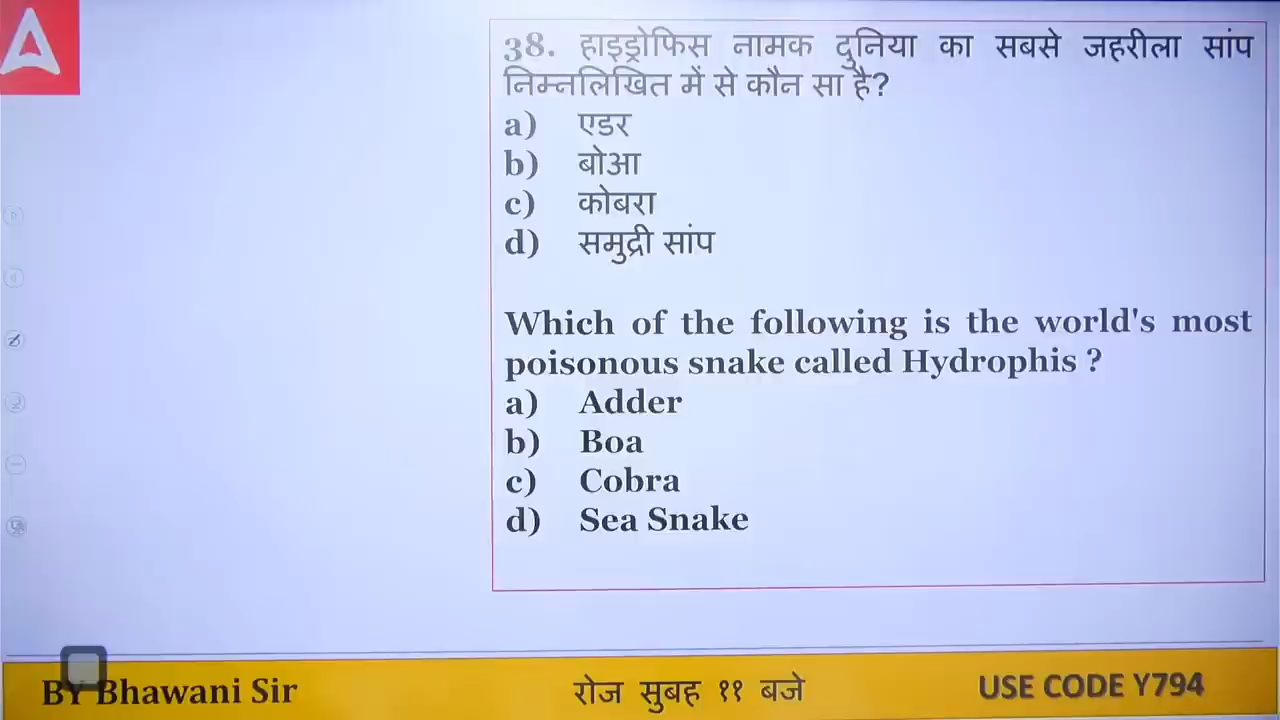 38. हाइड्रोफिस नामक दुनिया का सबसे जहरीला सांप
निम्नलिखित में से कौन सा है?
a) एडर
b) बोआ
c) कोबरा
d) समुद्री सांप
Which of the following is the world's most
poisonous snake called Hydrophis ?
a) Adder
b) Boa
c) Cobra
d) Sea Snake
BY Bhawani Sir
रोज सुबह ११ बजे
USE CODE Y794